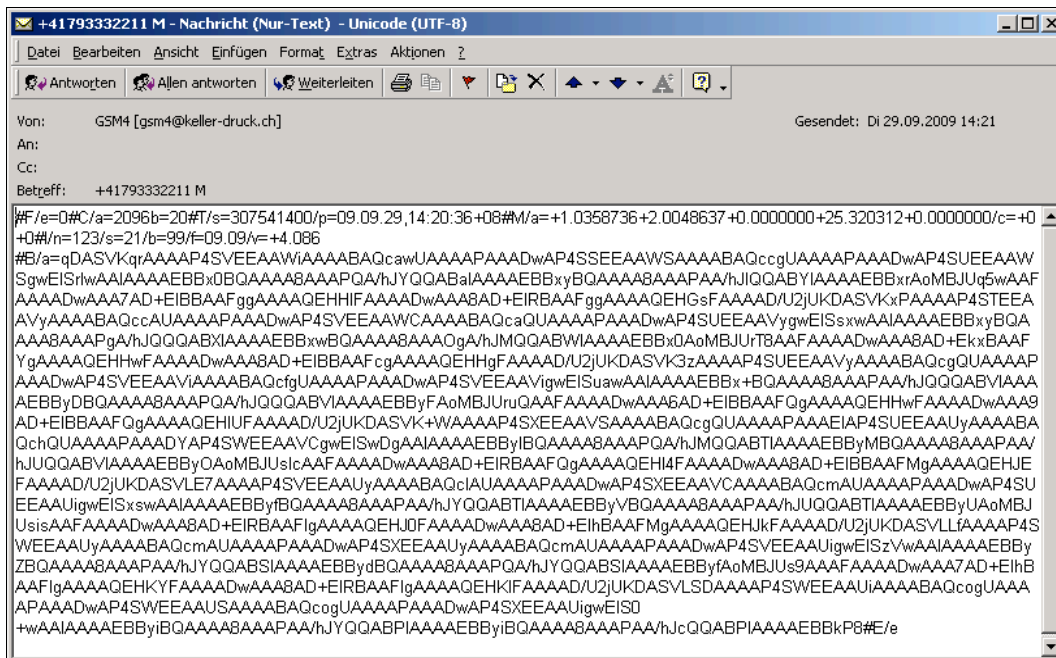 +41793332211 M - Nachricht (Nur-Text) - Unicode (UTF-8)
Datei Bearbeiten Ansicht Einfügen Format Extras Aktionen ?
Antworten Allen antworten Weiterleiten
Von: GSM4 [gsm4@keller-druck.ch] Gesendet: Di 29.09.2009 14:21
An:
Cc:
Betreff: +41793332211 M
#F/e=0#C/a=2096b=20#T/s=307541400/p=09.09.29,14:20:36+08#M/a=+1.0358736+2.0048637+0.0000000+25.320312+0.0000000/c=+0
+0#I/n=123/s=21/b=99/f=09.09/v=+4.086
#B/a=qDASVKqrAAAAP4SVEEAAWiAAAABAQcawUAAAAPAAADwAP4SSEEAAWSAAAABAQccgUAAAAPAAADwAP4SUEEAAW
SgwEISrlwAAIAAAAEBBx0BQAAAA8AAAPQA/hJYQQABaIAAAAEBBxyBQAAAA8AAAPAA/hJIQQABYIAAAAEBBxrAoMBJUq5wAAF
AAAADwAAA7AD+EIBBAAFggAAAAQEHHIFAAAADwAAA8AD+EIRBAAFggAAAAQEHGsFAAAAD/U2jUKDASVKxPAAAAP4STEEA
AVyAAAABAQccAUAAAAPAAADwAP4SVEEAAWCAAAABAQcaQUAAAAPAAADwAP4SUEEAAVygwEISsxwAAIAAAAEBBxyBQA
AAA8AAAPgA/hJQQQABXIAAAAEBBxwBQAAAA8AAAOgA/hJMQQABWIAAAAEBBx0AoMBJUrT8AAFAAAADwAAA8AD+EkxBAAF
YgAAAAQEHHwFAAAADwAAA8AD+EIBBAAFcgAAAAQEHHgFAAAAD/U2jUKDASVK3zAAAAP4SUEEAAVyAAAABAQcgQUAAAAP
AAADwAP4SVEEAAViAAAABAQcfgUAAAAPAAADwAP4SVEEAAVigwEISuawAAIAAAAEBBx+BQAAAA8AAAPAA/hJQQQABVIAAA
AEBByDBQAAAA8AAAPQA/hJQQQABVIAAAAEBByFAoMBJUruQAAFAAAADwAAA6AD+EIBBAAFQgAAAAQEHHwFAAAADwAAA9
AD+EIBBAAFQgAAAAQEHIUFAAAAD/U2jUKDASVK+WAAAAP4SXEEAAVSAAAABAQcgQUAAAAPAAAEIAP4SUEEAAUyAAAABA
QchQUAAAAPAAADYAP4SWEEAAVCgwEISwDgAAIAAAAEBByIBQAAAA8AAAPQA/hJMQQABTIAAAAEBByMBQAAAA8AAAPAA/
hJUQQABVIAAAAEBByOAoMBJUsIcAAFAAAADwAAA8AD+EIRBAAFQgAAAAQEHI4FAAAADwAAA8AD+EIBBAAFMgAAAAQEHJE
FAAAAD/U2jUKDASVLE7AAAAP4SVEEAAUyAAAABAQclAUAAAAPAAADwAP4SXEEAAVCAAAABAQcmAUAAAAPAAADwAP4SU
EEAAUigwEISxswAAIAAAAEBByfBQAAAA8AAAPAA/hJYQQABTIAAAAEBByVBQAAAA8AAAPAA/hJUQQABTIAAAAEBByUAoMBJ
UsisAAFAAAADwAAA8AD+EIRBAAFIgAAAAQEHJ0FAAAADwAAA8AD+EIhBAAFMgAAAAQEHJkFAAAAD/U2jUKDASVLLfAAAAP4S
WEEAAUyAAAABAQcmAUAAAAPAAADwAP4SXEEAAUyAAAABAQcmAUAAAAPAAADwAP4SVEEAAUigwEISzVwAAIAAAAEBBy
ZBQAAAA8AAAPAA/hJYQQABSIAAAAEBBydBQAAAA8AAAPQA/hJYQQABSIAAAAEBByfAoMBJUs9AAAFAAAADwAAA7AD+EIhB
AAFIgAAAAQEHKYFAAAADwAAA8AD+EIRBAAFIgAAAAQEHKIFAAAAD/U2jUKDASVLSDAAAAP4SWEEAAUiAAAABAQcogUAAA
APAAADwAP4SWEEAAUSAAAABAQcogUAAAAPAAADwAP4SXEEAAUigwEIS0
+wAAIAAAAEBByiBQAAAA8AAAPAA/hJYQQABPIAAAAEBByiBQAAAA8AAAPAA/hJcQQABPIAAAAEBBkP8#E/e